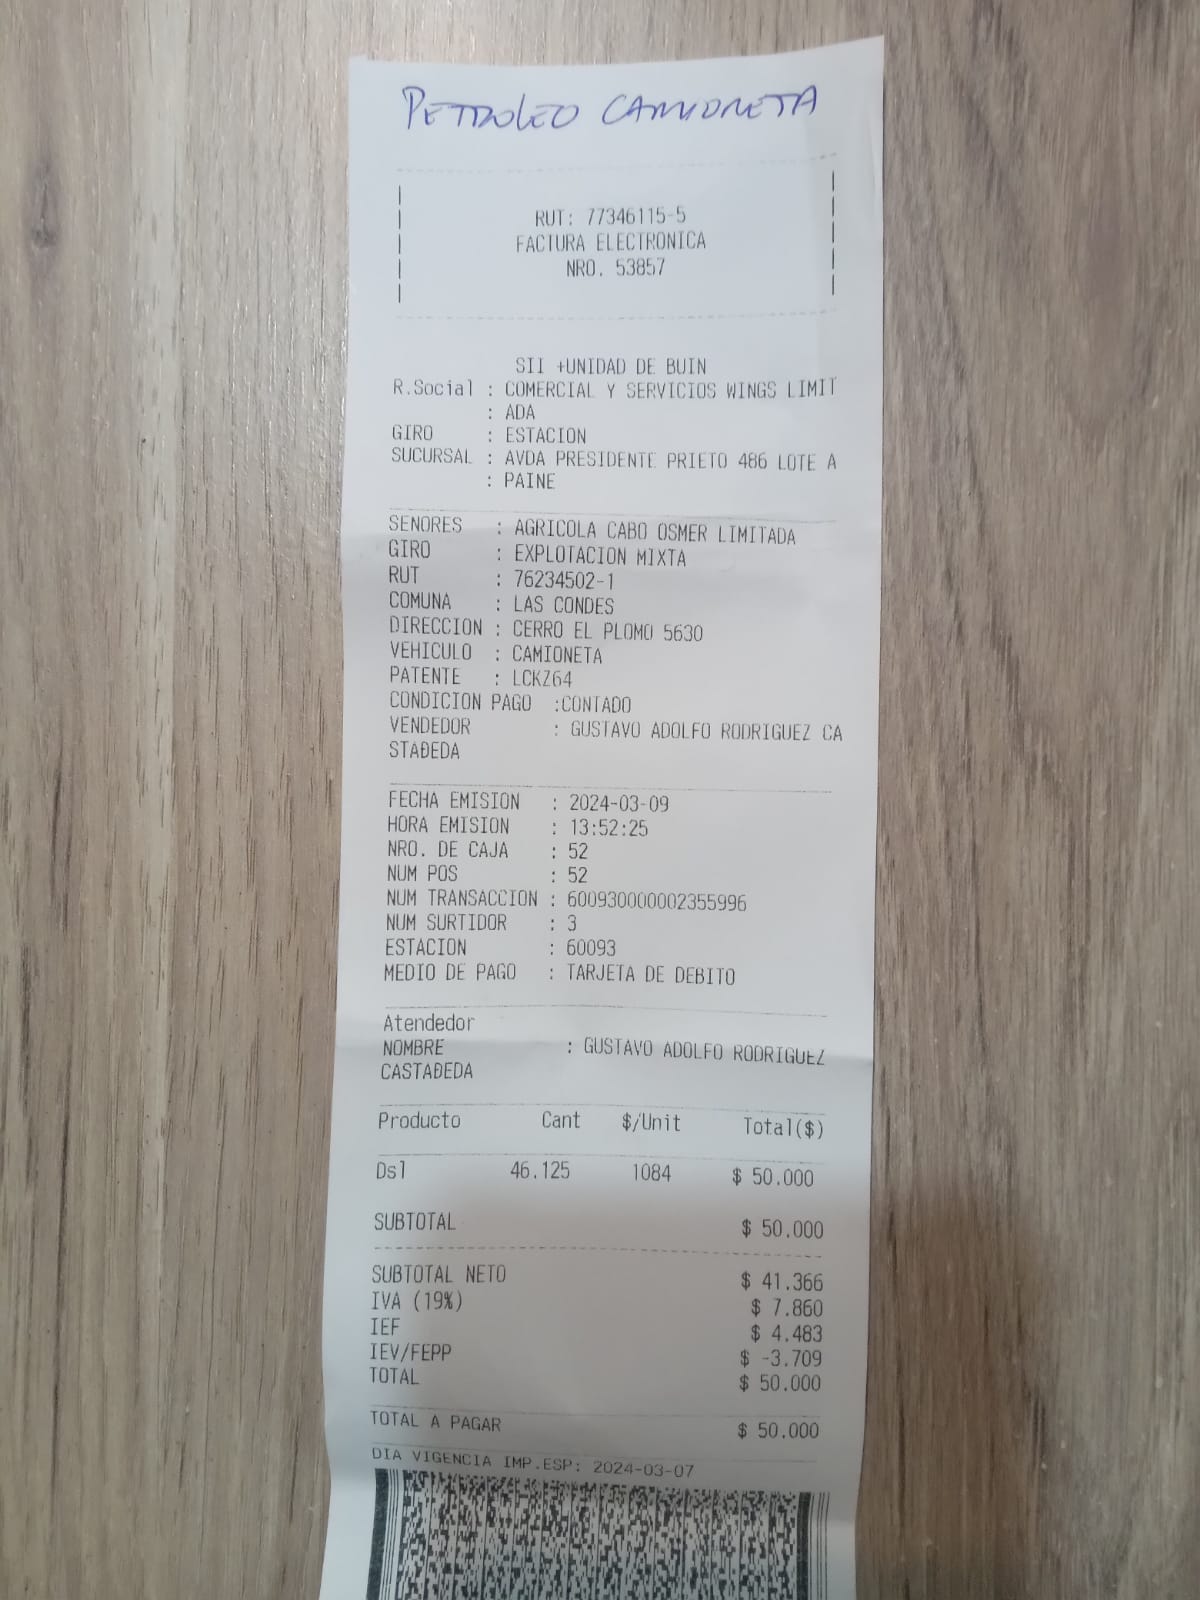 PETROLEO CAMIONETA
RUT: 77346115-5
FACTURA ELECTRONICA
NRO. 53857
SII +UNIDAD DE BUIN
R.Social : COMERCIAL Y SERVICIOS WINGS LIMIT
: ADA
GIRO : ESTACION
SUCURSAL : AVDA PRESIDENTE PRIETO 486 LOTE A
: PAINE
SENORES : AGRICOLA CABO OSMER LIMITADA
GIRO : EXPLOTACION MIXTA
RUT : 76234502-1
COMUNA : LAS CONDES
DIRECCION : CERRO EL PLOMO 5630
VEHICULO : CAMIONETA
PATENTE : LCKZ64
CONDICION PAGO :CONTADO
VENDEDOR : GUSTAVO ADOLFO RODRIGUEZ CA
STAÐEDA
FECHA EMISION : 2024-03-09
HORA EMISION : 13:52:25
NRO. DE CAJA : 52
NUM POS : 52
NUM TRANSACCION : 600930000002355996
NUM SURTIDOR : 3
ESTACION : 60093
MEDIO DE PAGO : TARJETA DE DEBITO
Atendedor
NOMBRE : GUSTAVO ADOLFO RODRIGUEZ
CASTAÐEDA
Producto Cant $/Unit Total($)
Dsl 46.125 1084 $ 50.000
SUBTOTAL $ 50.000
SUBTOTAL NETO $ 41.366
IVA (19%) $ 7.860
IEF $ 4.483
IEV/FEPP $ -3.709
TOTAL $ 50.000
TOTAL A PAGAR $ 50.000
DIA VIGENCIA IMP.ESP: 2024-03-07